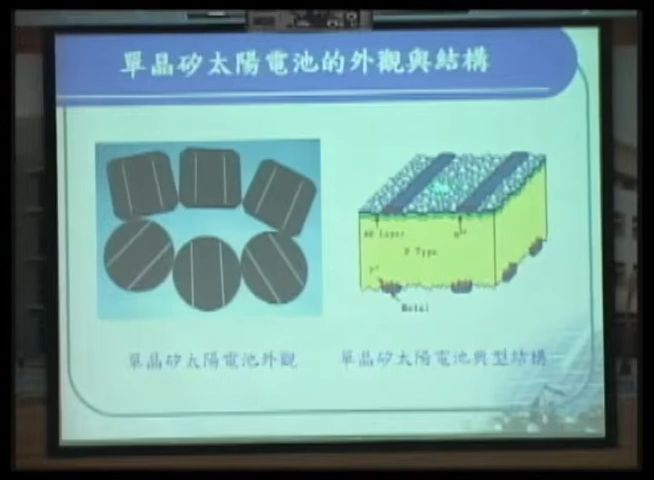 單晶矽太陽電池的外觀與結構
AR Layer
n++
P Type
P+
Metal
單晶矽太陽電池外觀
單晶矽太陽電池典型結構